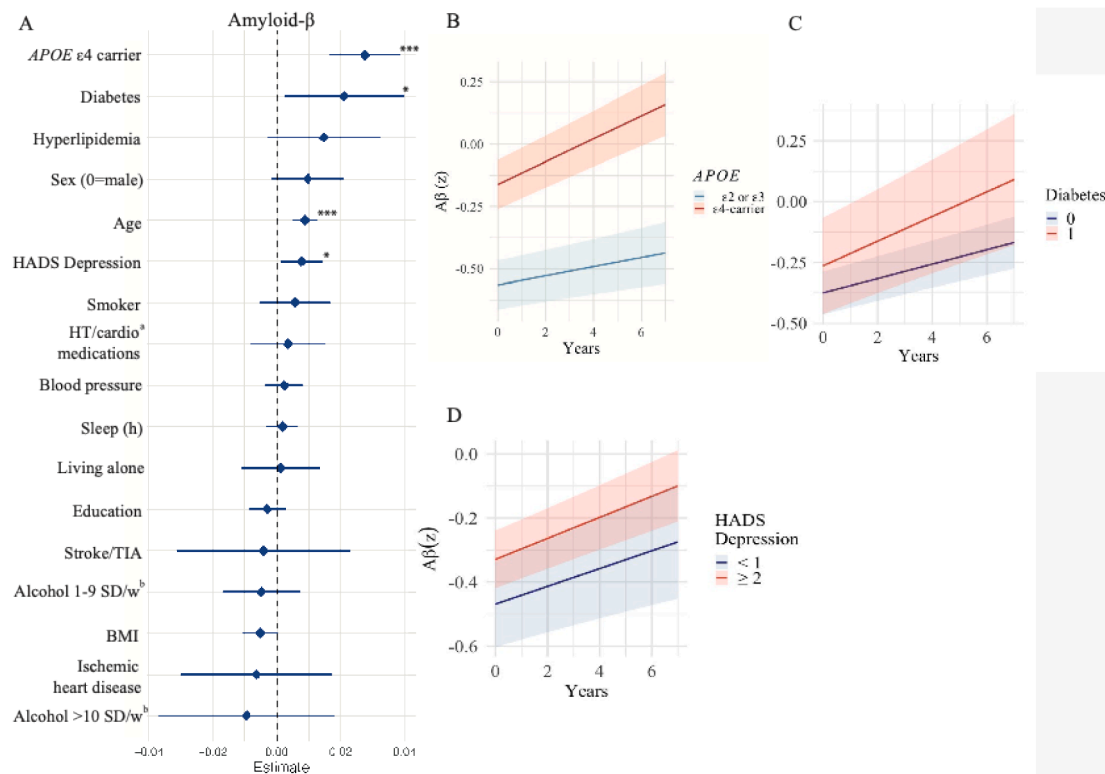 A
Amyloid-β
APOE ε4 carrier
***
Diabetes
*
Hyperlipidemia
Sex (0=male)
Age
***
HADS Depression
*
Smoker
HT/cardioᵃ
medications
Blood pressure
Sleep (h)
Living alone
Education
Stroke/TIA
Alcohol 1-9 SD/wᵇ
BMI
Ischemic
heart disease
Alcohol >10 SD/wᵇ
−0.01
0.00
0.02
0.01
Estimate
B
0.25
0.00
-0.25
-0.50
Aβ (z)
0
2
4
6
Years
APOE
ε2 or ε3
ε4-carrier
C
0.25
0.00
-0.25
-0.50
Aβ (z)
0
2
4
6
Years
Diabetes
0
1
D
0.0
-0.2
-0.4
-0.6
Aβ(z)
0
2
4
6
Years
HADS
Depression
< 1
≥ 2